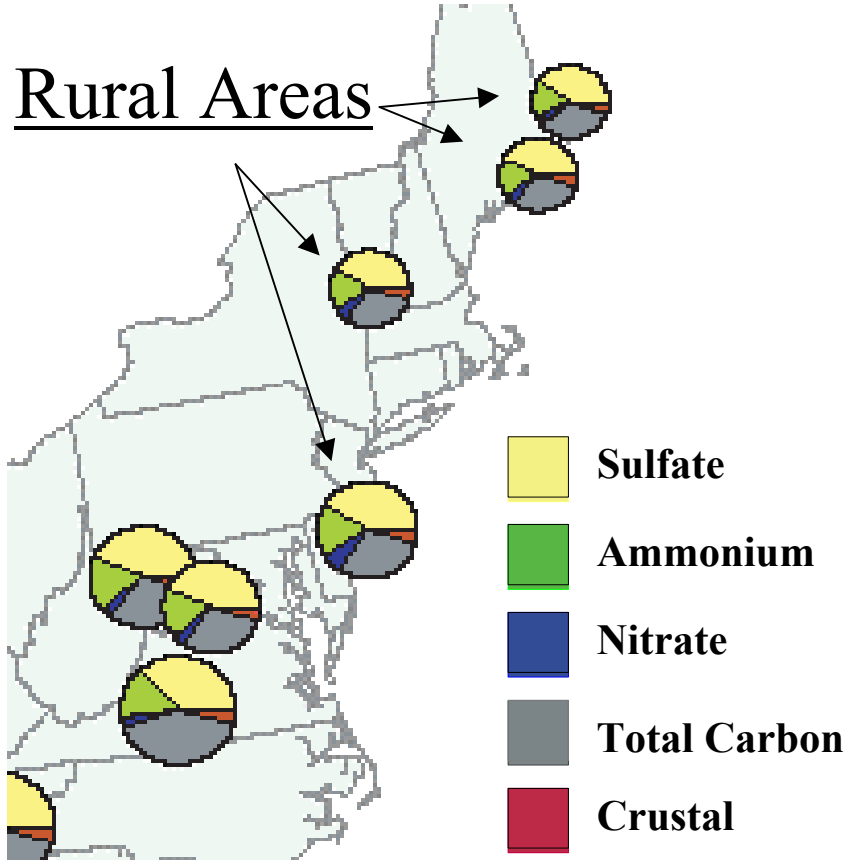 Rural Areas
Sulfate
Ammonium
Nitrate
Total Carbon
Crustal